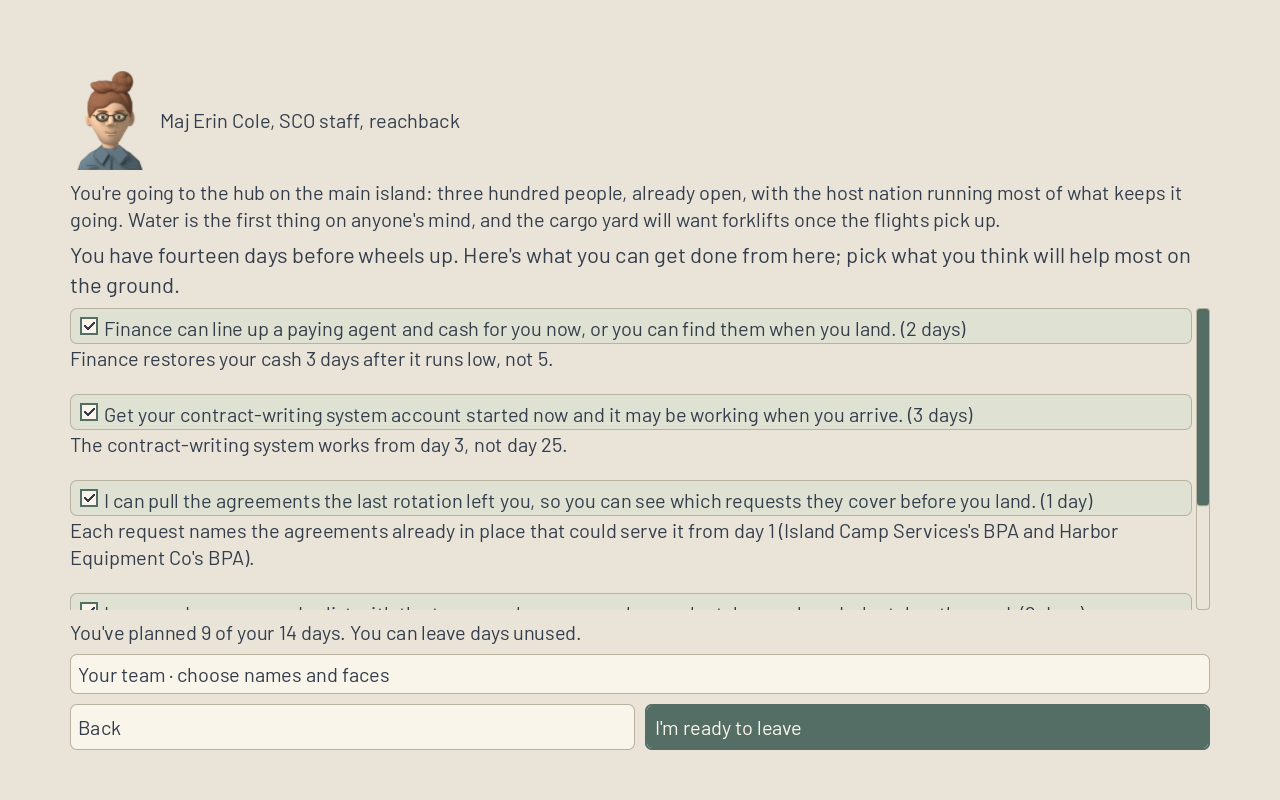 Maj Erin Cole, SCO staff, reachback
You're going to the hub on the main island: three hundred people, already open, with the host nation running most of what keeps it
going. Water is the first thing on anyone's mind, and the cargo yard will want forklifts once the flights pick up.
You have fourteen days before wheels up. Here's what you can get done from here; pick what you think will help most on
the ground.
Finance can line up a paying agent and cash for you now, or you can find them when you land. (2 days)
Finance restores your cash 3 days after it runs low, not 5.
Get your contract-writing system account started now and it may be working when you arrive. (3 days)
The contract-writing system works from day 3, not day 25.
I can pull the agreements the last rotation left you, so you can see which requests they cover before you land. (1 day)
Each request names the agreements already in place that could serve it from day 1 (Island Camp Services's BPA and Harbor
Equipment Co's BPA).
You've planned 9 of your 14 days. You can leave days unused.
Your team · choose names and faces
Back
I'm ready to leave